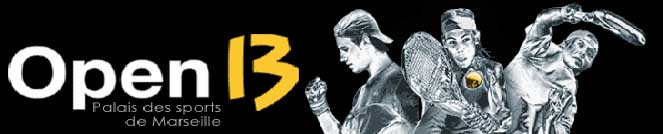 Open 13
Palais des sports
de Marseille